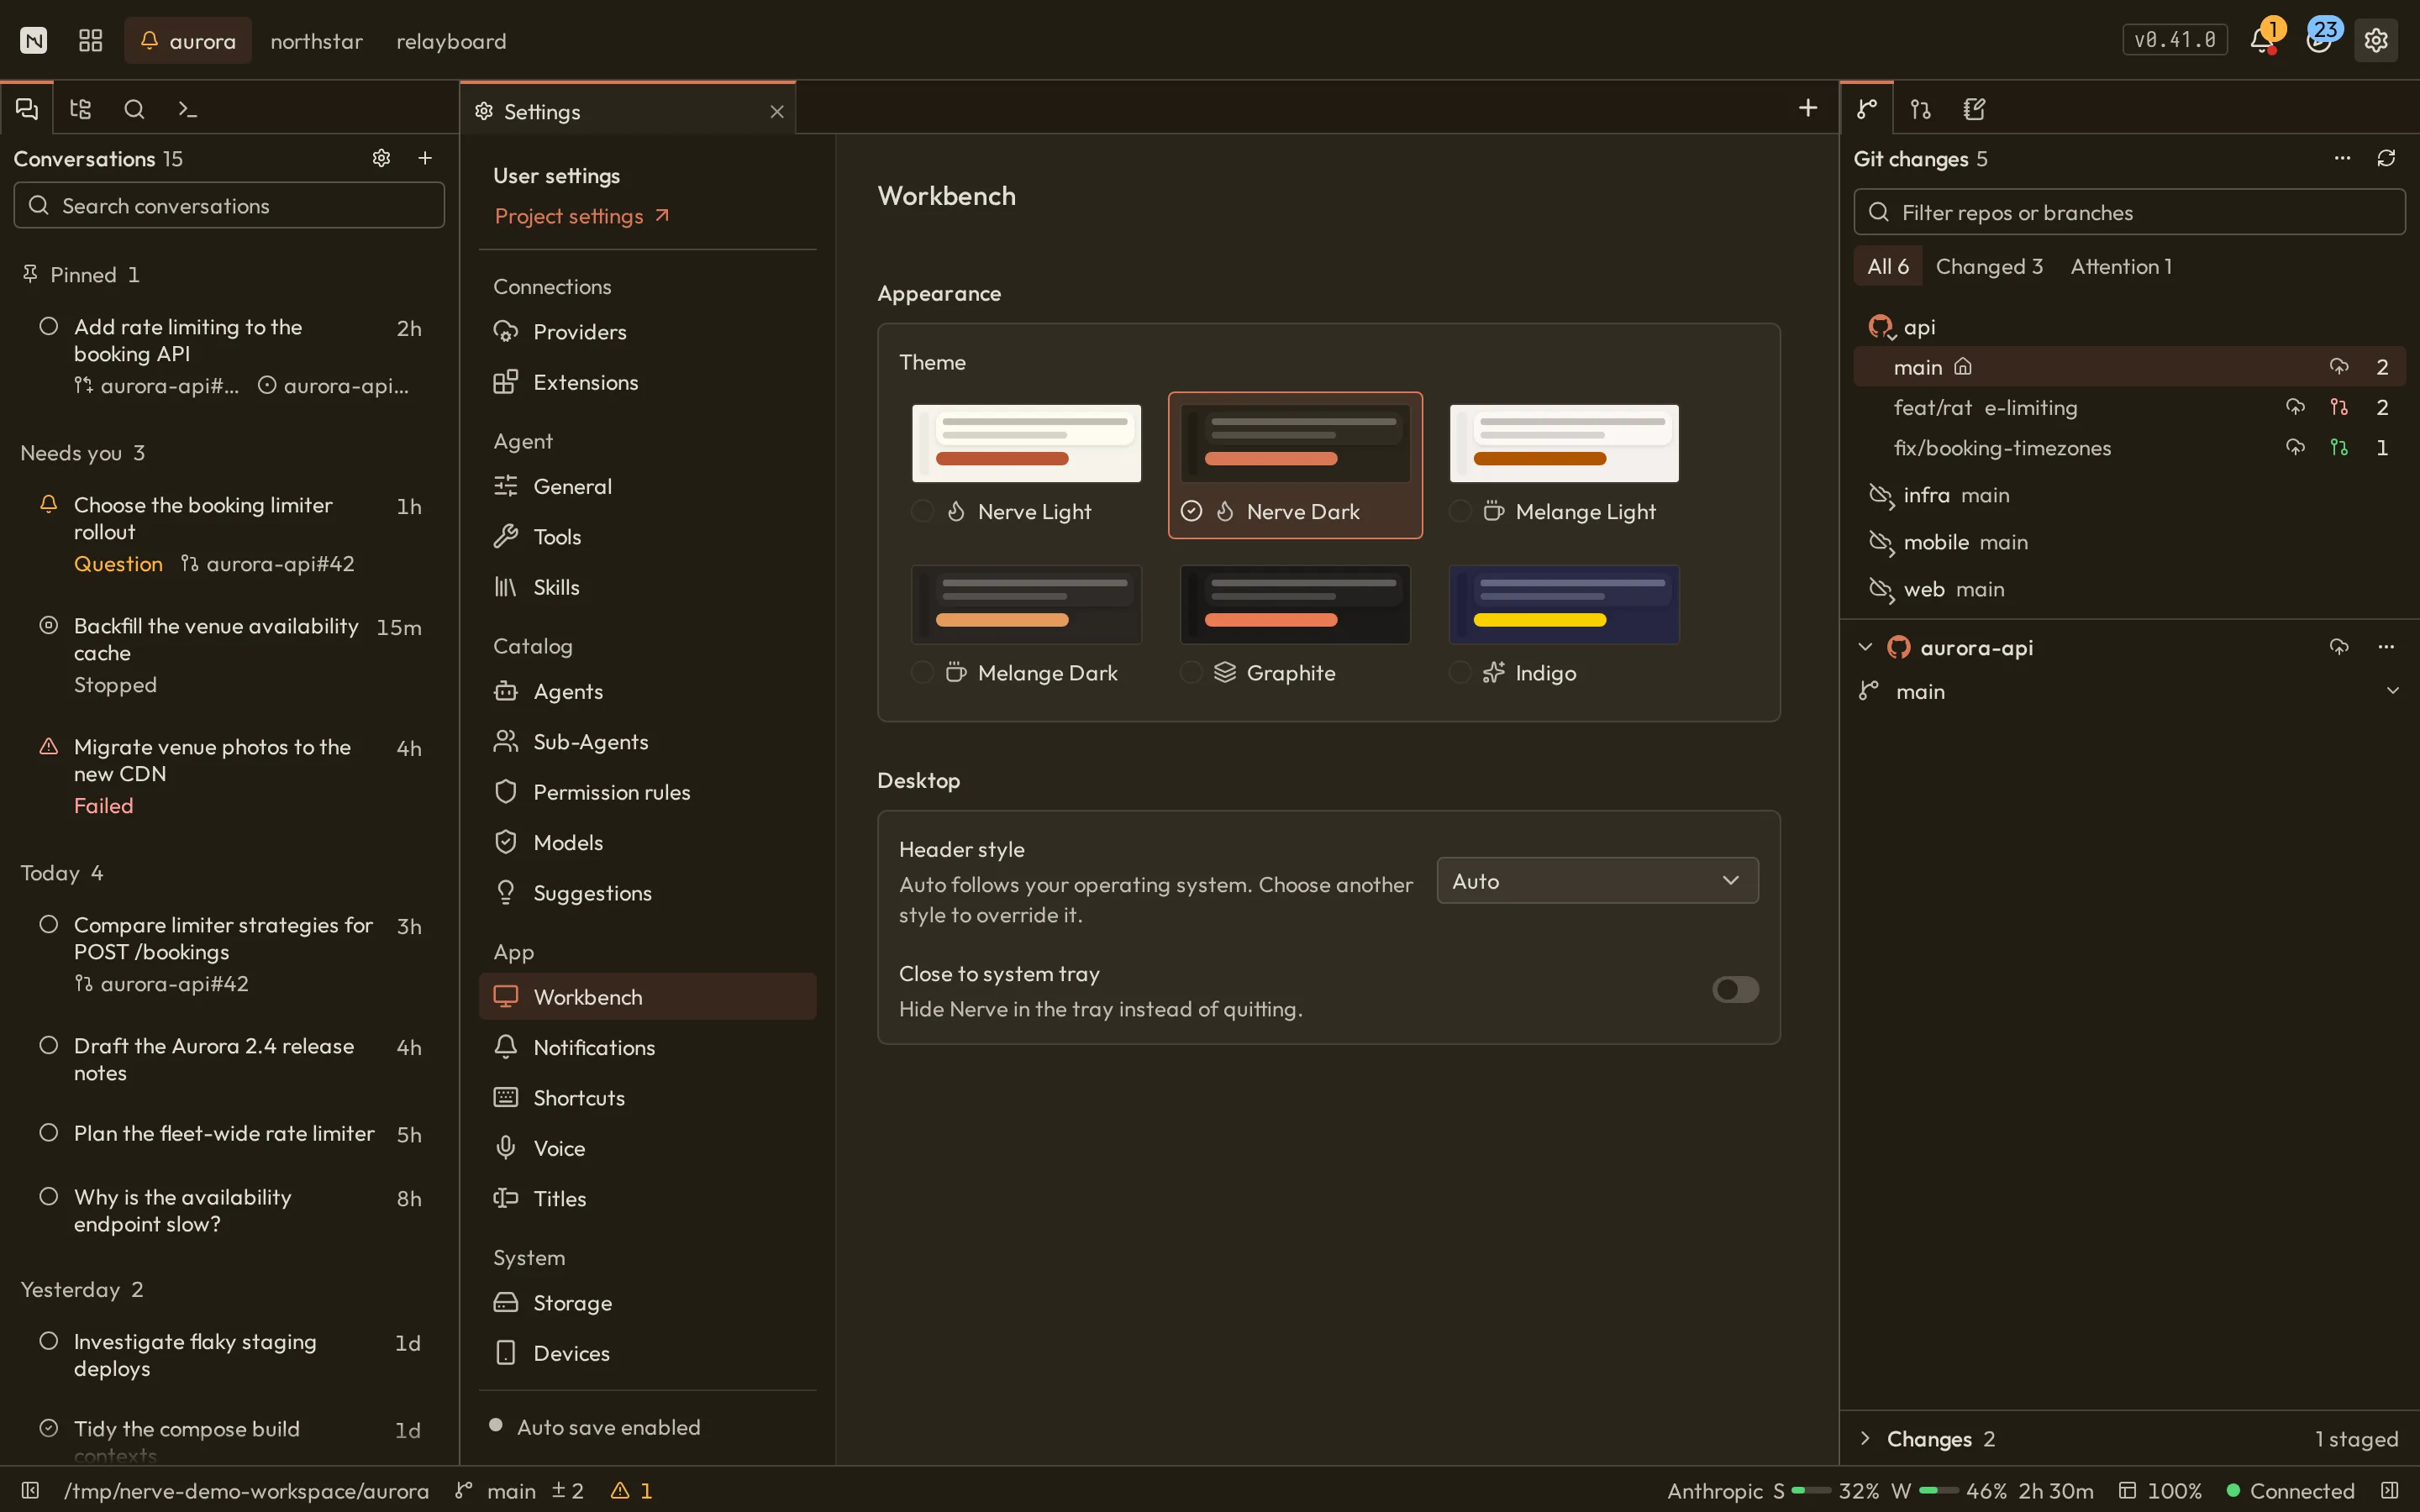 aurora
northstar
relayboard
v0.41.0
1
23
Conversations 15
Search conversations
Pinned 1
Add rate limiting to the
booking API
2h
aurora-api#...
aurora-api...
Needs you 3
Choose the booking limiter
rollout
1h
Question
aurora-api#42
Backfill the venue availability
cache
15m
Stopped
Migrate venue photos to the
new CDN
4h
Failed
Today 4
Compare limiter strategies for
POST /bookings
3h
aurora-api#42
Draft the Aurora 2.4 release
notes
4h
Plan the fleet-wide rate limiter
5h
Why is the availability
endpoint slow?
8h
Yesterday 2
Investigate flaky staging
deploys
1d
Tidy the compose build
contexts
1d
Settings
User settings
Project settings
Connections
Providers
Extensions
Agent
General
Tools
Skills
Catalog
Agents
Sub-Agents
Permission rules
Models
Suggestions
App
Workbench
Notifications
Shortcuts
Voice
Titles
System
Storage
Devices
Auto save enabled
Workbench
Appearance
Theme
Nerve Light
Nerve Dark
Melange Light
Melange Dark
Graphite
Indigo
Desktop
Header style
Auto follows your operating system. Choose another
style to override it.
Auto
Close to system tray
Hide Nerve in the tray instead of quitting.
Git changes 5
Filter repos or branches
All 6
Changed 3
Attention 1
api
main
2
feat/rat e-limiting
2
fix/booking-timezones
1
infra main
mobile main
web main
aurora-api
main
Changes 2
1 staged
/tmp/nerve-demo-workspace/aurora
main
±2
1
Anthropic S 32% W 46% 2h 30m
100%
Connected